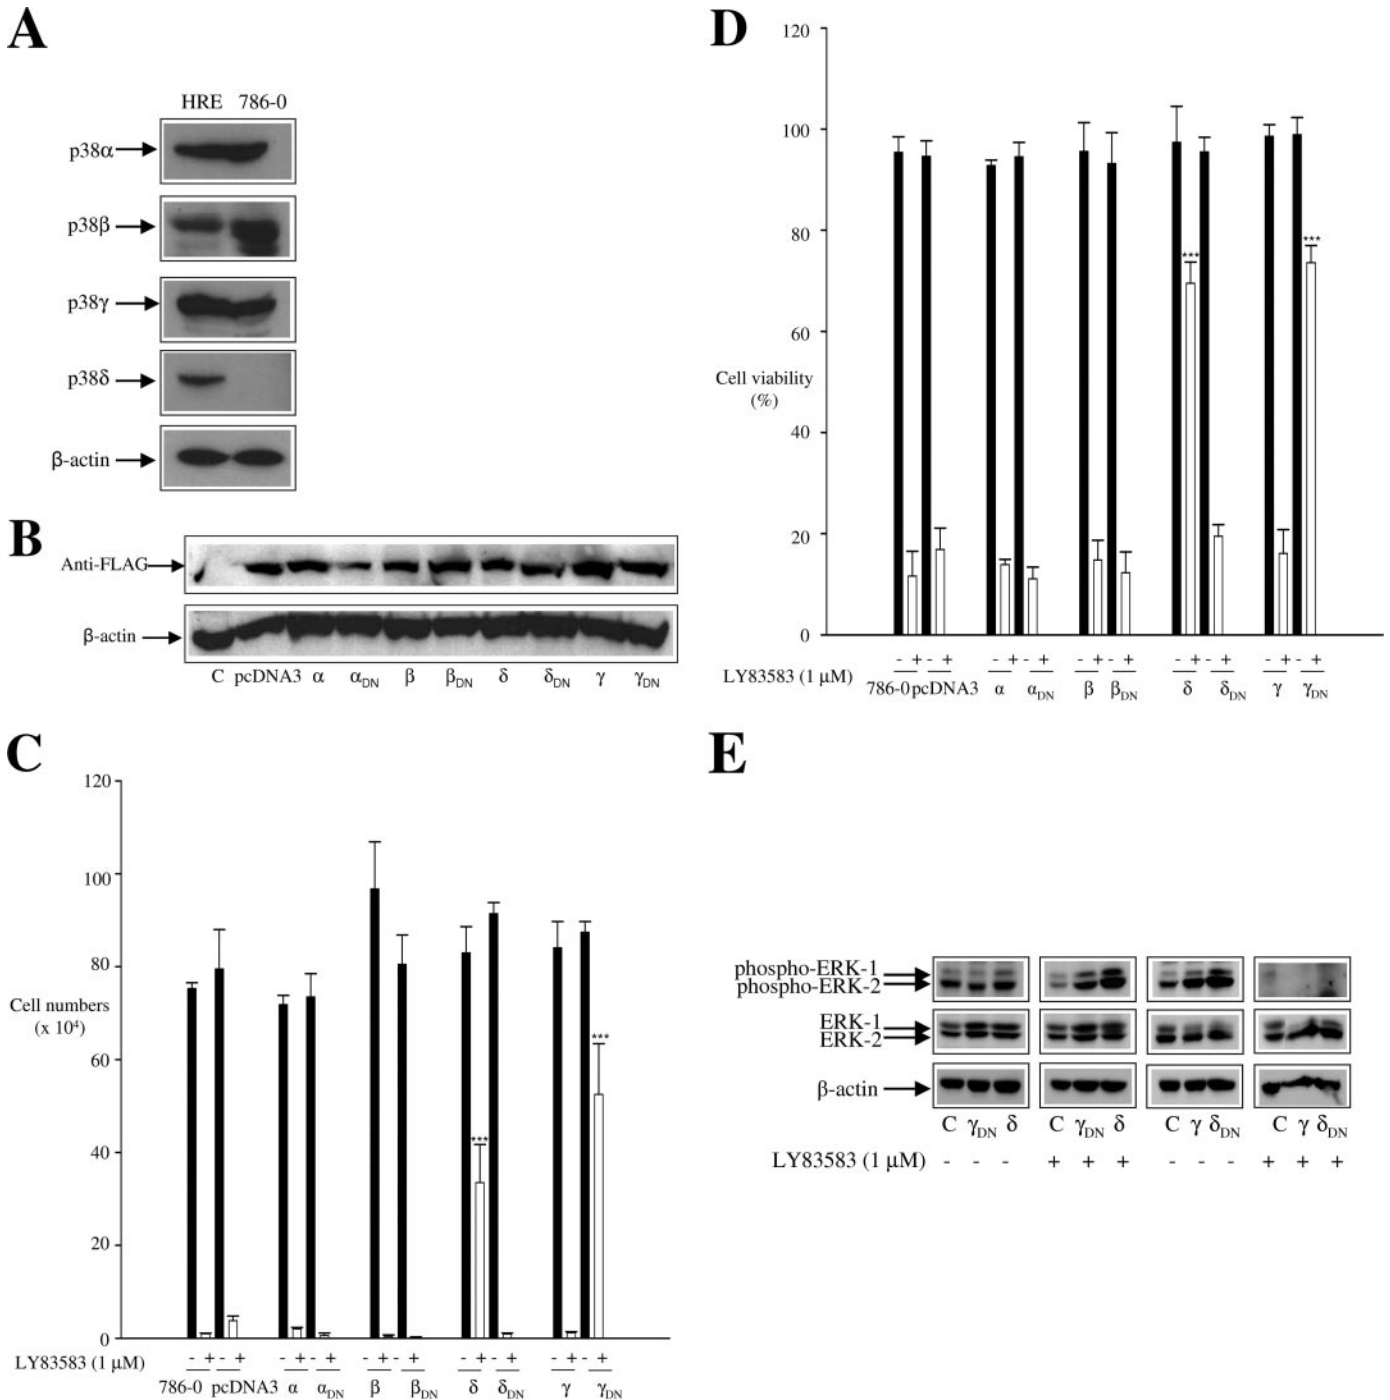 A
HRE 786-0
p38α
p38β
p38γ
p38δ
β-actin
B
Anti-FLAG
β-actin
C pcDNA3 α αDN β βDN δ δDN γ γDN
C
120
100
80
Cell numbers
(x 10⁴)
60
40
20
0
*** ***
LY83583 (1 µM) - + - + - + - + - + - + - + - + - + - +
786-0 pcDNA3 α αDN β βDN δ δDN γ γDN
D
120
100
80
60
Cell viability
(%)
40
20
0
*** ***
LY83583 (1 µM) - + - + - + - + - + - + - + - + - + - +
786-0 pcDNA3 α αDN β βDN δ δDN γ γDN
E
phospho-ERK-1
phospho-ERK-2
ERK-1
ERK-2
β-actin
C γDN δ C γDN δ C γ δDN C γ δDN
LY83583 (1 µM) - - - + + + - - - + + +